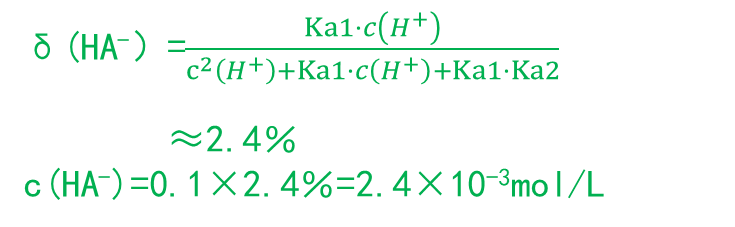 δ（HA⁻）=Ka1·c(H⁺)/c²(H⁺)+Ka1·c(H⁺)+Ka1·Ka2
≈2.4%
c(HA⁻)=0.1×2.4%=2.4×10⁻³mol/L